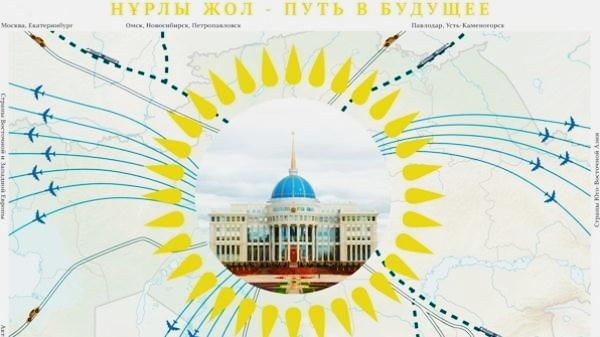 НҰРЛЫ ЖОЛ - ПУТЬ В БУДУЩЕЕ
Москва, Екатеринбург
Омск, Новосибирск, Петропавловск
Павлодар, Усть-Каменогорск
Страны Восточной и Западной Европы
Страны Юго-Восточной Азии